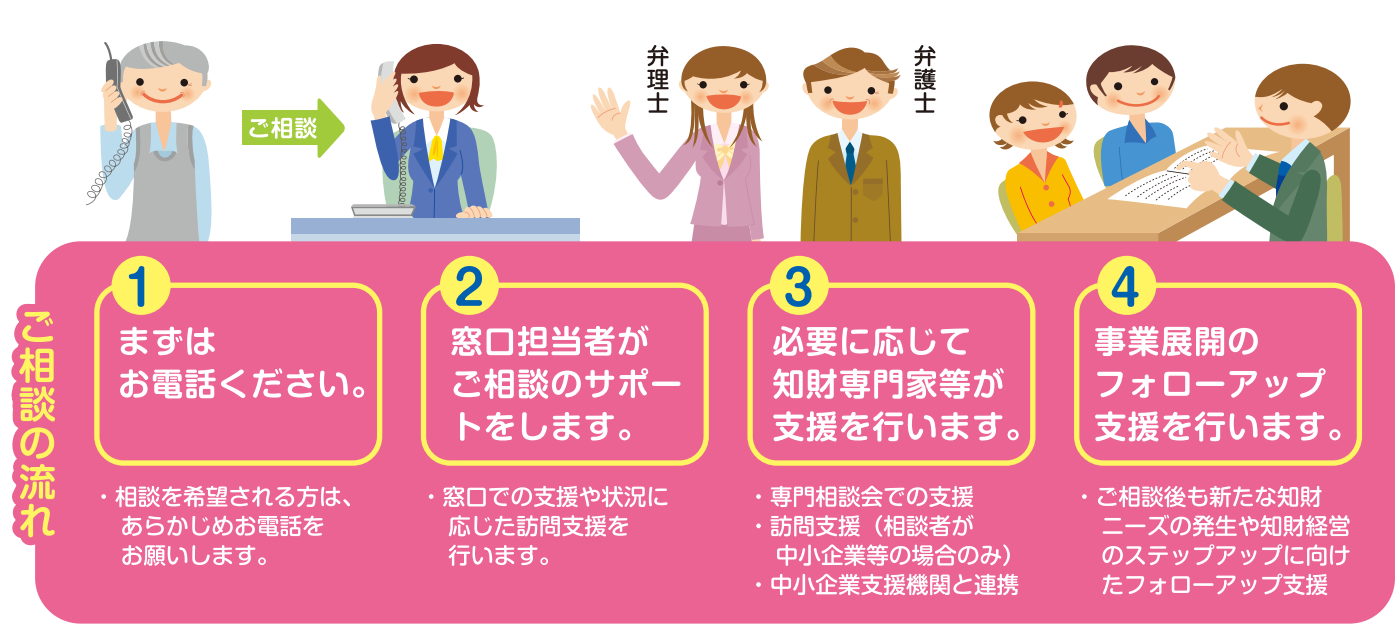 ご相談
弁理士
弁護士
ご相談の流れ
1
まずは
お電話ください。
・相談を希望される方は、
あらかじめお電話を
お願いします。
2
窓口担当者が
ご相談のサポー
トをします。
・窓口での支援や状況に
応じた訪問支援を
行います。
3
必要に応じて
知財専門家等が
支援を行います。
・専門相談会での支援
・訪問支援（相談者が
中小企業等の場合のみ）
・中小企業支援機関と連携
4
事業展開の
フォローアップ
支援を行います。
・ご相談後も新たな知財
ニーズの発生や知財経営
のステップアップに向け
たフォローアップ支援